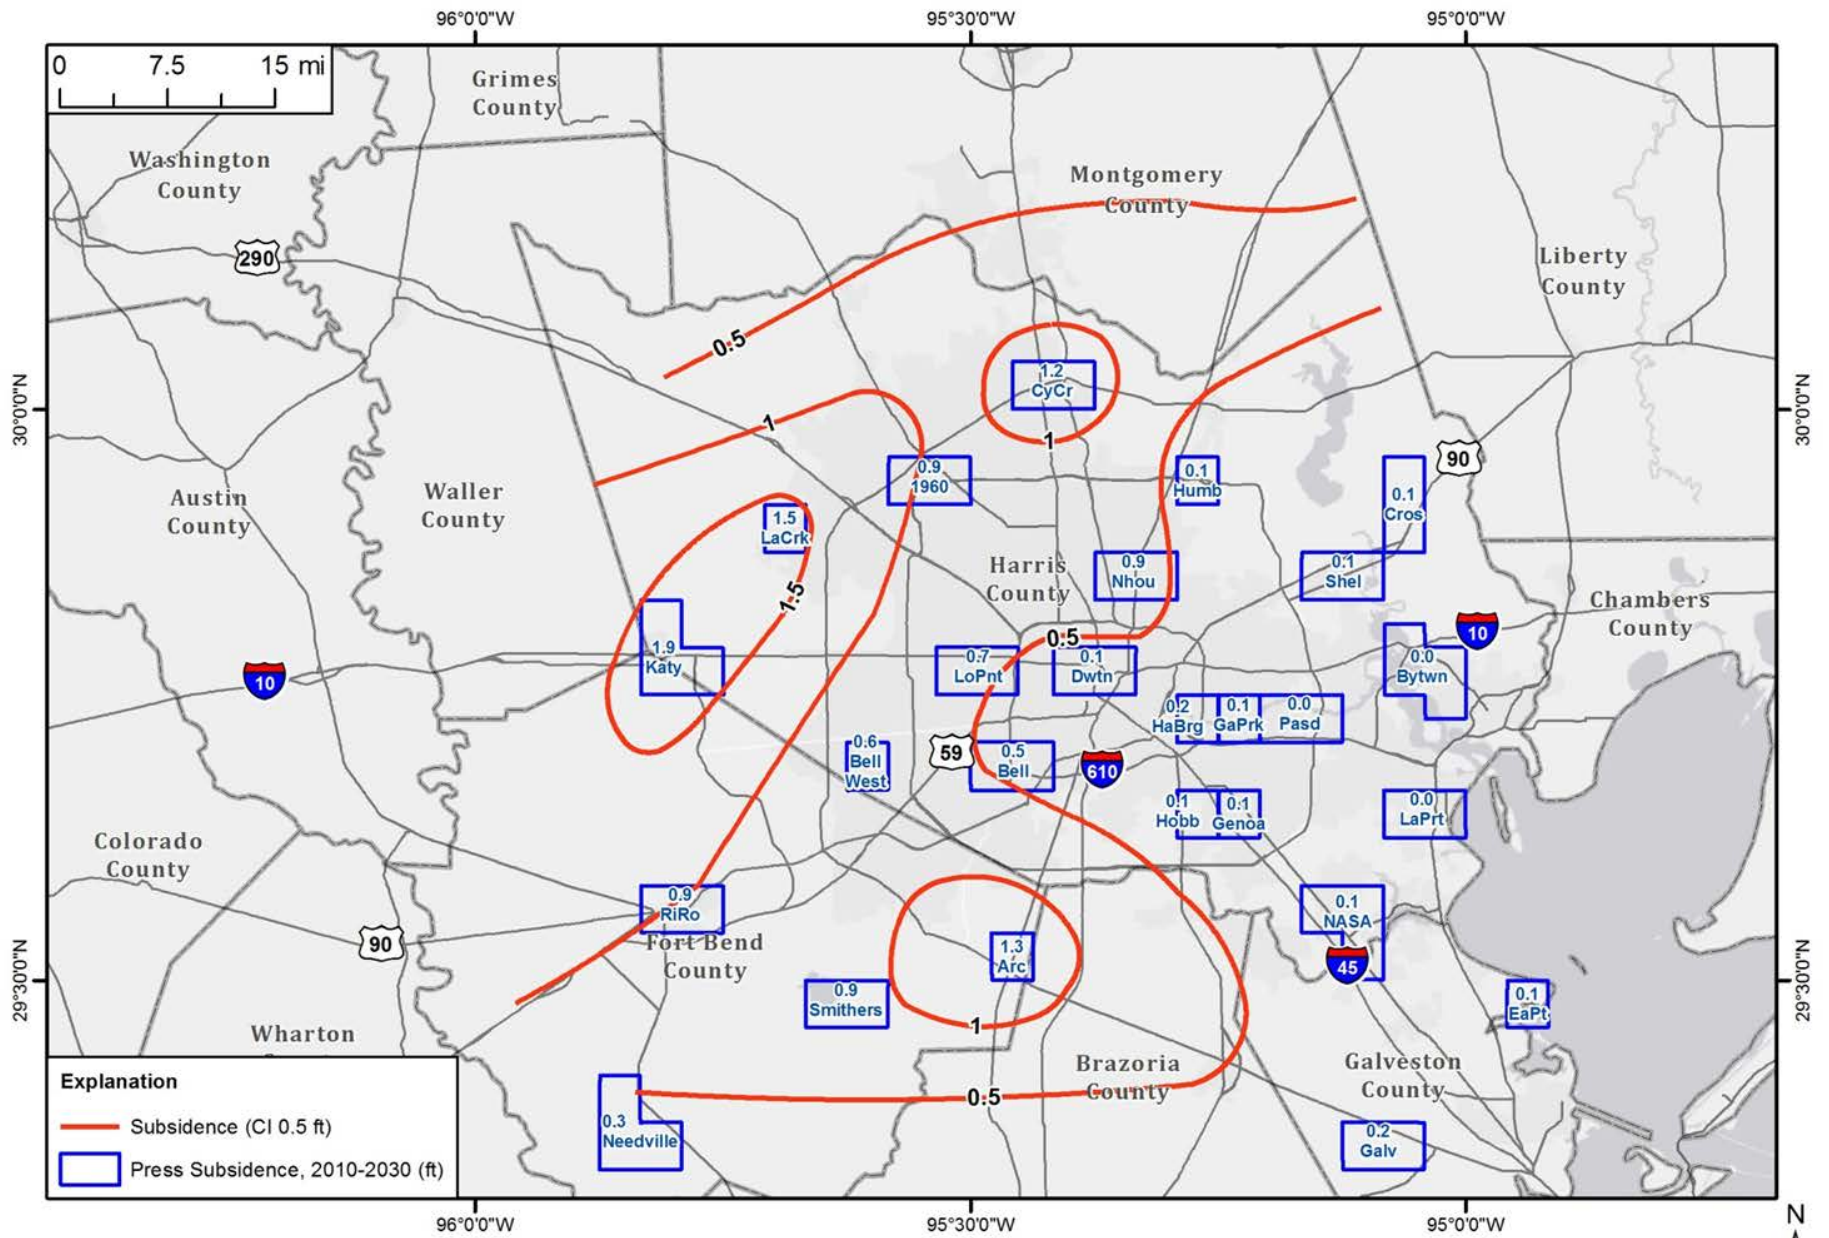 96°0'0"W
95°30'0"W
95°0'0"W
0 7.5 15 mi
Grimes
County
Washington
County
Montgomery
County
290
Liberty
County
0.5
30°0'0"N
30°0'0"N
1.2
CyCr
1
1
90
0.9
1960
0.1
Humb
0.1
Cros
Austin
County
Waller
County
1.5
LaCrk
Harris
County
0.9
Nhou
0.1
Shel
1.5
Chambers
County
10
10
0.5
1.9
Katy
0.7
LoPnt
0.1
Dwtn
0.0
Bytwn
0.2
HaBrg
0.1
GaPrk
0.0
Pasd
0.6
Bell
West
59
0.5
Bell
610
0.1
Hobb
0.1
Genoa
0.0
LaPrt
Colorado
County
0.9
RiRo
0.1
NASA
90
Fort Bend
County
1.3
Arc
45
29°30'0"N
29°30'0"N
0.9
Smithers
0.1
EaPt
1
Wharton
Brazoria
County
Galveston
County
0.5
0.3
Needville
0.2
Galv
Explanation
Subsidence (CI 0.5 ft)
Press Subsidence, 2010-2030 (ft)
96°0'0"W
95°30'0"W
95°0'0"W
N